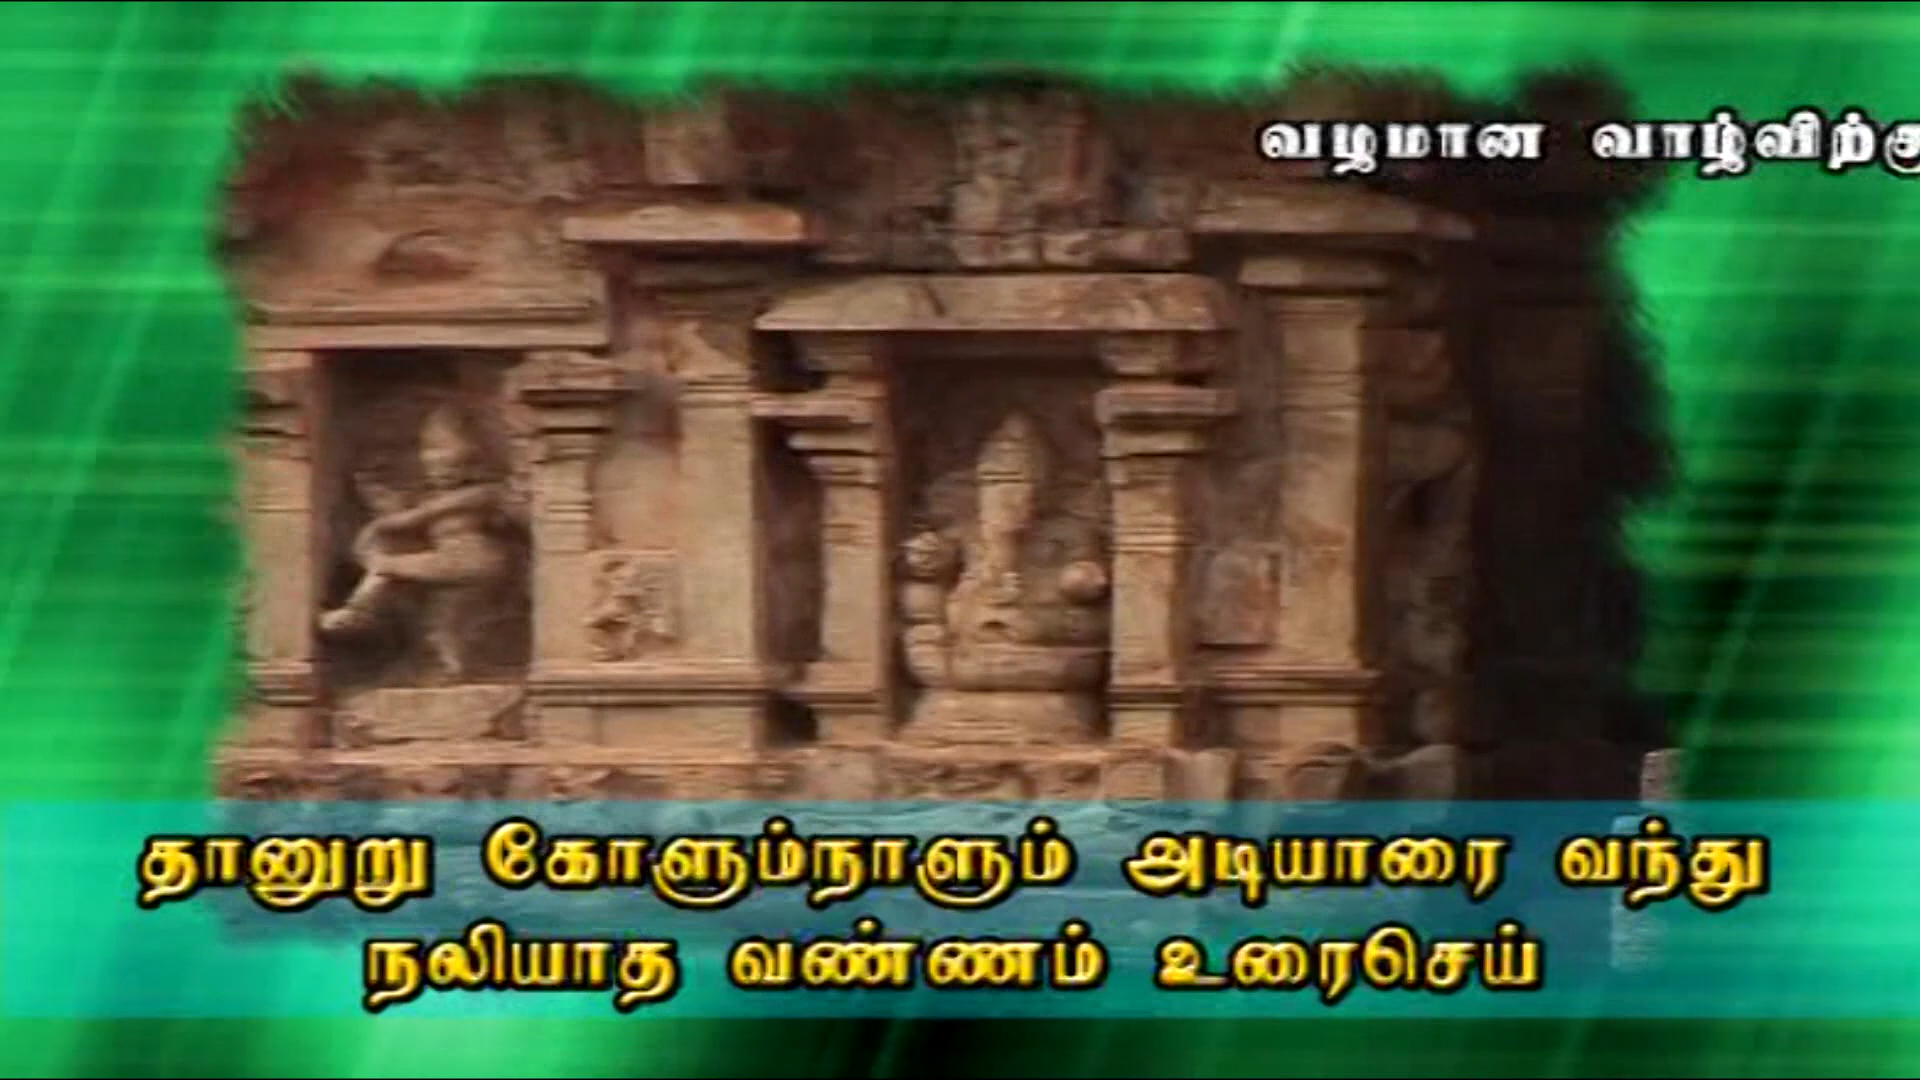 வழமான வாழ்விற்கு
தானுறு கோளும்நாளும் அடியாரை வந்து
நலியாத வண்ணம் உரைசெய்